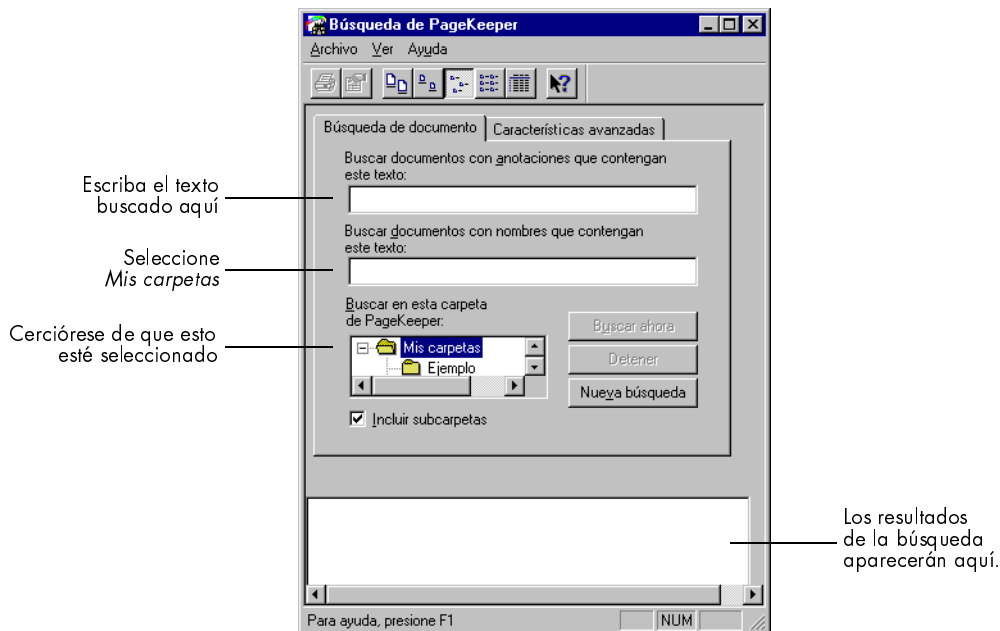 Búsqueda de PageKeeper
Archivo Ver Ayuda
Búsqueda de documento
Características avanzadas
Buscar documentos con anotaciones que contengan
este texto:
Escriba el texto
buscado aquí
Buscar documentos con nombres que contengan
este texto:
Seleccione
Mis carpetas
Buscar en esta carpeta
de PageKeeper:
Cerciórese de que esto
esté seleccionado
Mis carpetas
Ejemplo
Buscar ahora
Detener
Nueva búsqueda
Incluir subcarpetas
Los resultados
de la búsqueda
aparecerán aquí.
Para ayuda, presione F1
NUM